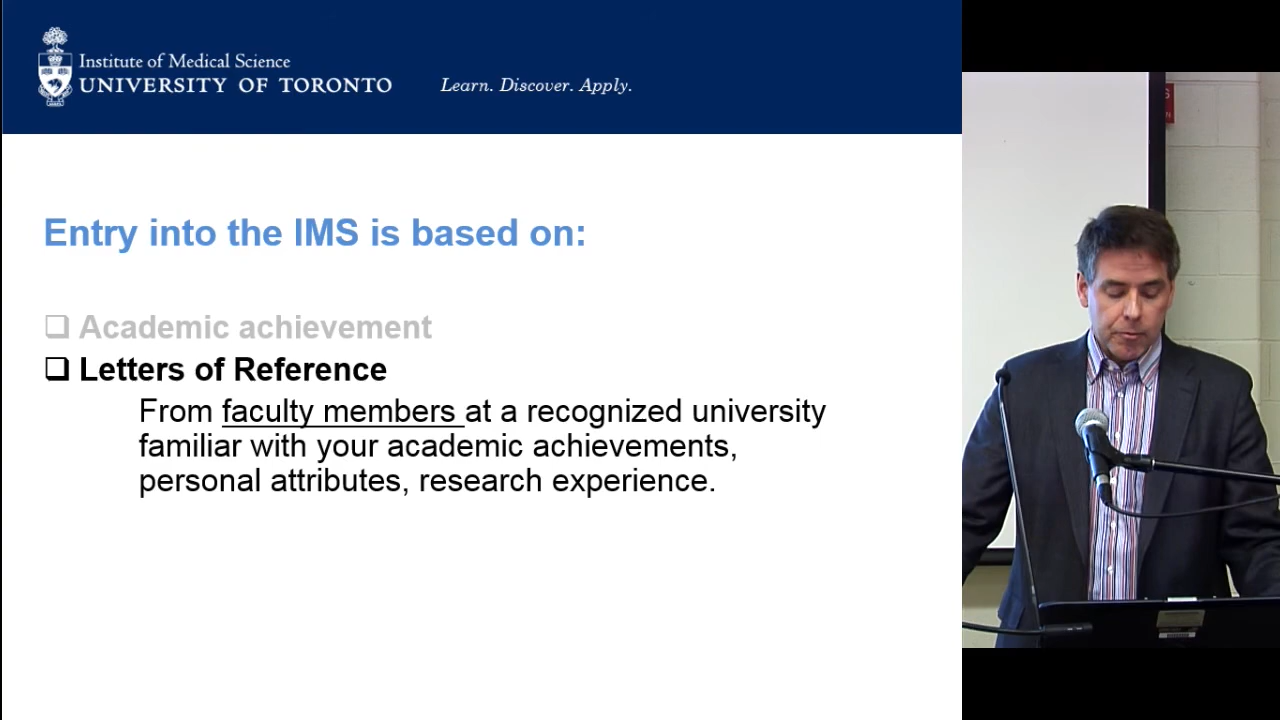 Institute of Medical Science
UNIVERSITY OF TORONTO
Learn. Discover. Apply.
Entry into the IMS is based on:
❑ Academic achievement
❑ Letters of Reference
From faculty members at a recognized university
familiar with your academic achievements,
personal attributes, research experience.